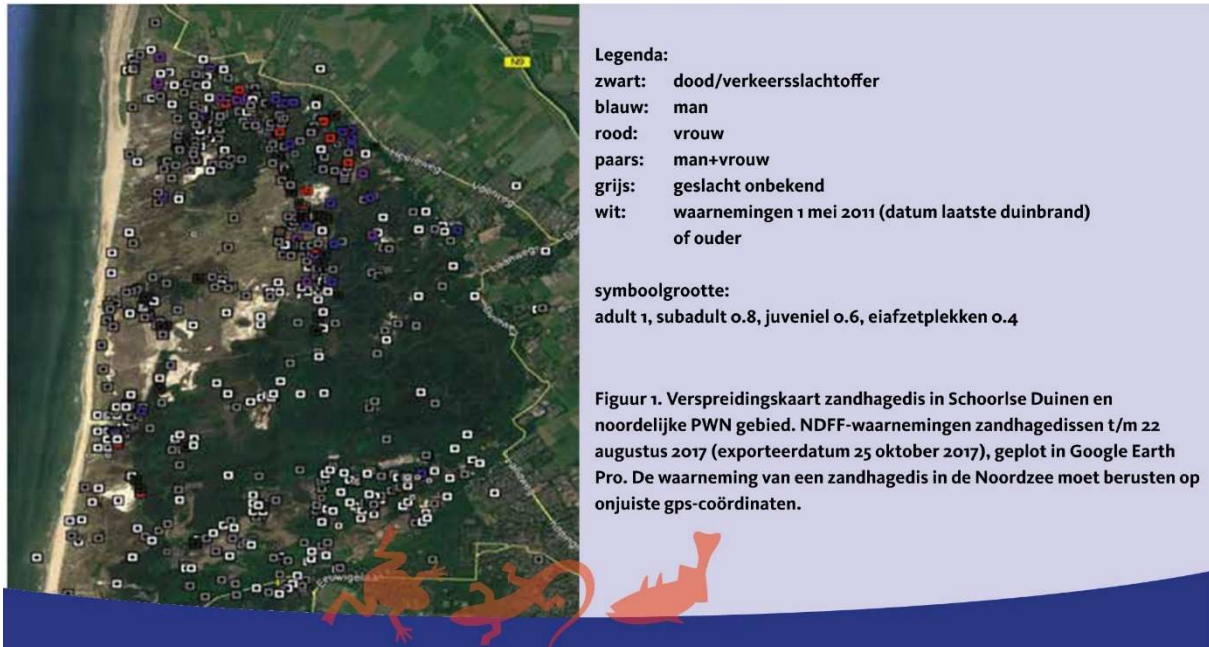 N9
Heereweg
Voorweg
Legenda:
zwart: dood/verkeersslachtoffer
blauw: man
rood: vrouw
paars: man+vrouw
grijs: geslacht onbekend
wit: waarnemingen 1 mei 2011 (datum laatste duinbrand)
of ouder
symboolgrootte:
adult 1, subadult 0.8, juveniel 0.6, eiafzetplekken 0.4
Figuur 1. Verspreidingskaart zandhagedis in Schoorlse Duinen en
noordelijke PWN gebied. NDFF-waarnemingen zandhagedissen t/m 22
augustus 2017 (exporteerdatum 25 oktober 2017), geplot in Google Earth
Pro. De waarneming van een zandhagedis in de Noordzee moet berusten op
onjuiste gps-coördinaten.